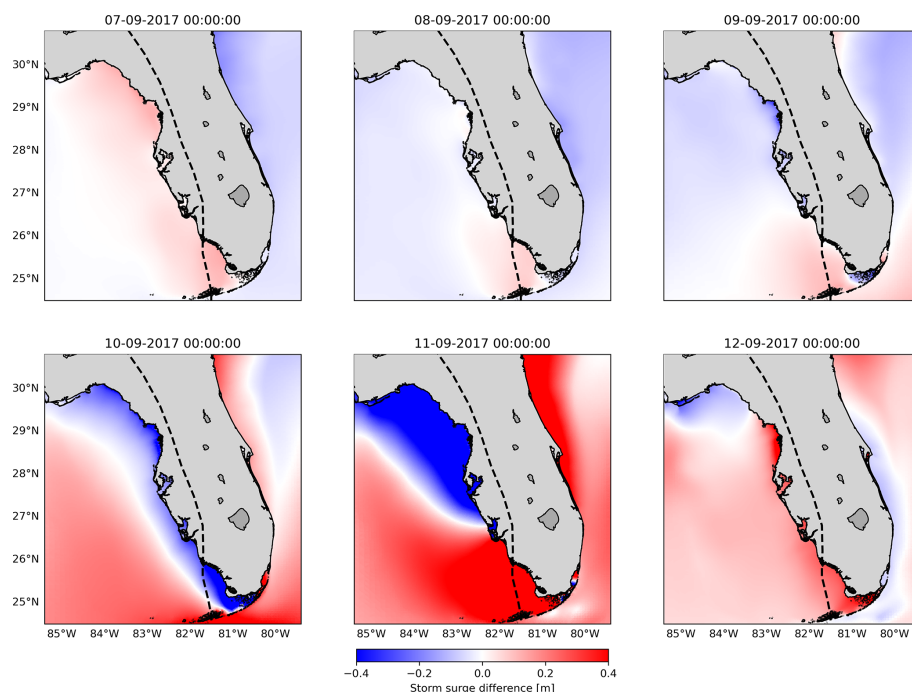 07-09-2017 00:00:00
08-09-2017 00:00:00
09-09-2017 00:00:00
30°N
29°N
28°N
27°N
26°N
25°N
10-09-2017 00:00:00
11-09-2017 00:00:00
12-09-2017 00:00:00
30°N
29°N
28°N
27°N
26°N
25°N
85°W 84°W 83°W 82°W 81°W 80°W
85°W 84°W 83°W 82°W 81°W 80°W
85°W 84°W 83°W 82°W 81°W 80°W
−0.4 −0.2 0.0 0.2 0.4
Storm surge difference [m]